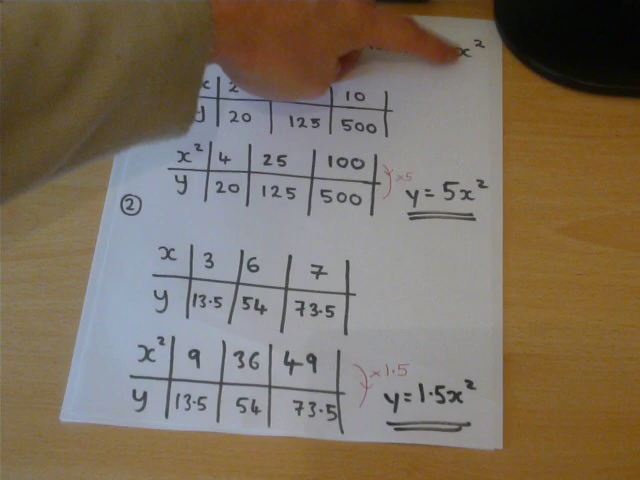 x²
x 2 10
y 20 125 500
x² 4 25 100
y 20 125 500
×5
y = 5x²
②
x 3 6 7
y 13.5 54 73.5
x² 9 36 49
y 13.5 54 73.5
×1.5
y = 1.5x²